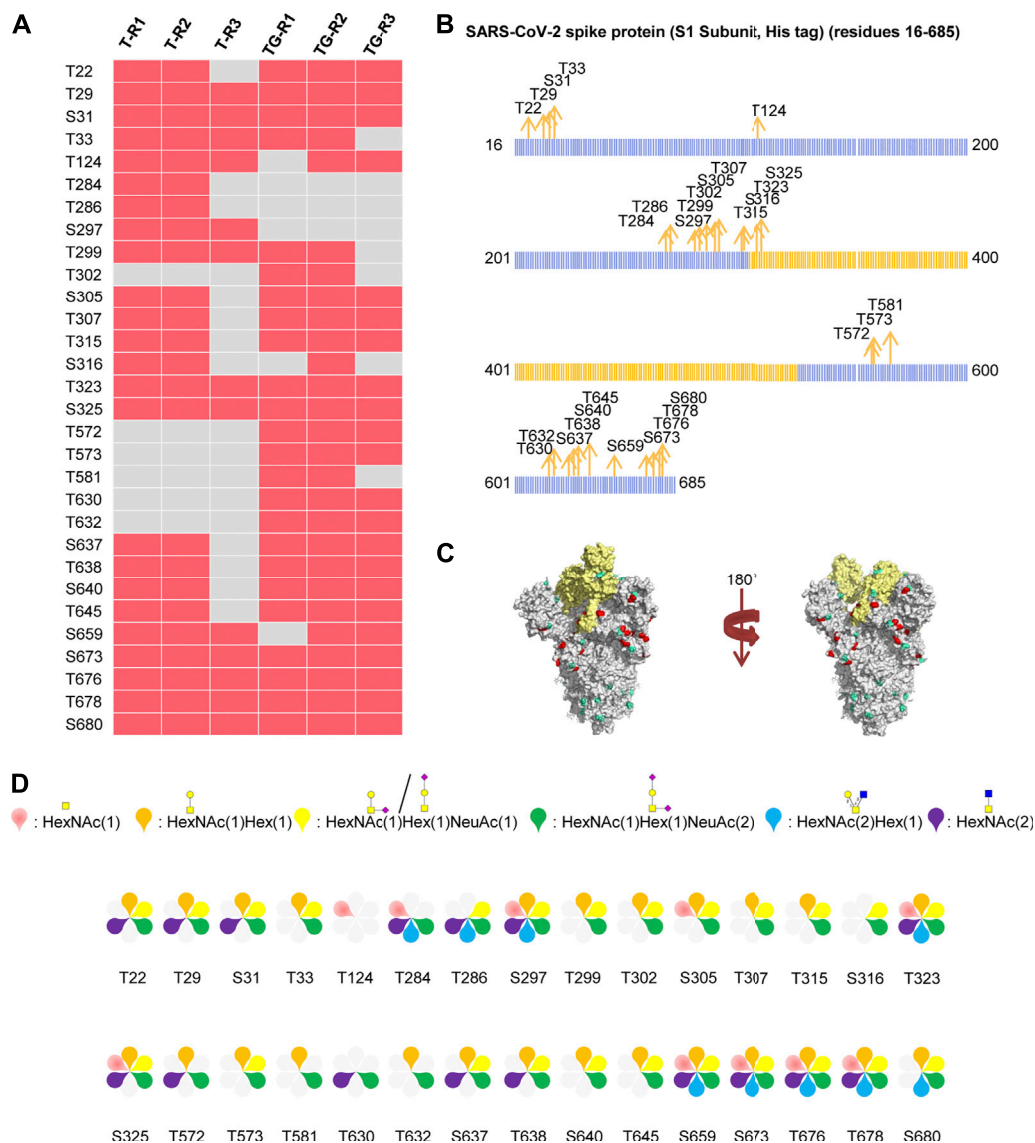 A
T-R1 T-R2 T-R3 TG-R1 TG-R2 TG-R3
T22
T29
S31
T33
T124
T284
T286
S297
T299
T302
S305
T307
T315
S316
T323
S325
T572
T573
T581
T630
T632
S637
T638
S640
T645
S659
S673
T676
T678
S680
B
SARS-CoV-2 spike protein (S1 Subunit, His tag) (residues 16-685)
T33
S31
T29
T22 T124
16 200
T307 S325
S305 T323
T286 T302 S316
T299
T284 S297 T315
201 400
T581
T573
T572
401 600
T645 S680
S640 T678
T638 T676
T632 S637 S659 S673
T630
601 685
C
180°
D
: HexNAc(1) : HexNAc(1)Hex(1) : HexNAc(1)Hex(1)NeuAc(1) : HexNAc(1)Hex(1)NeuAc(2) : HexNAc(2)Hex(1) : HexNAc(2)
T22 T29 S31 T33 T124 T284 T286 S297 T299 T302 S305 T307 T315 S316 T323
S325 T572 T573 T581 T630 T632 S637 T638 S640 T645 S659 S673 T676 T678 S680